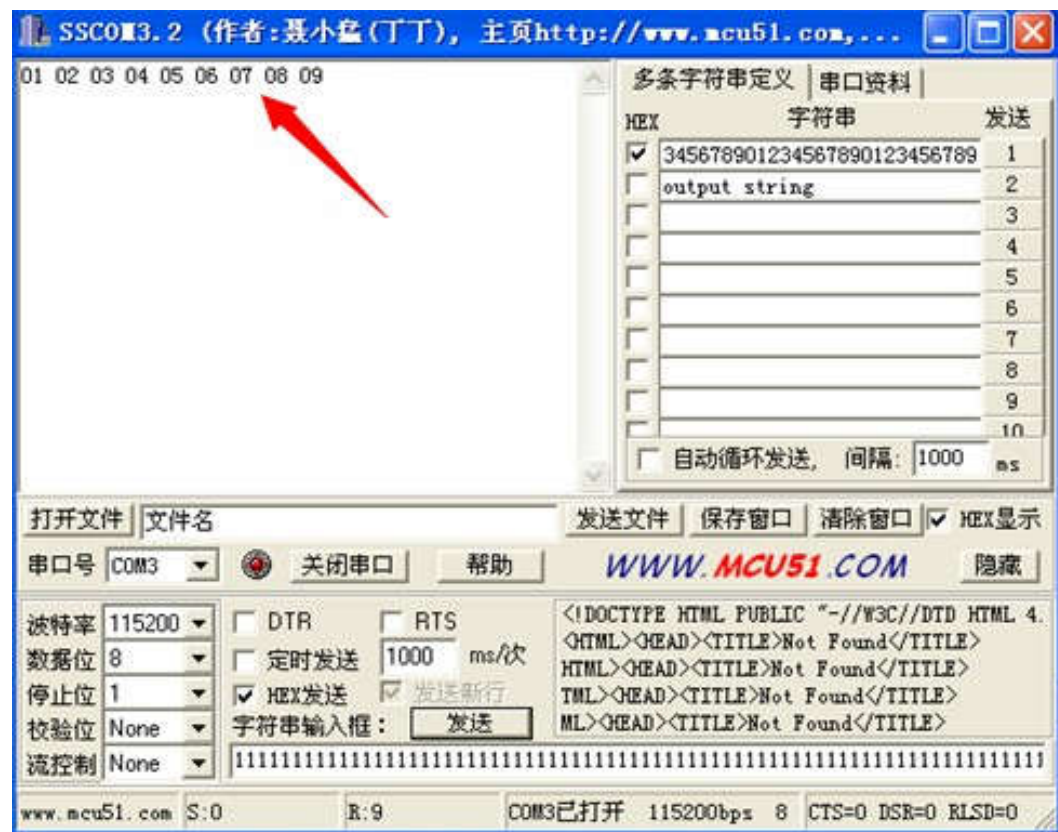 SSCOM3.2 (作者:聂小猛(丁丁), 主页http://www.mcu51.com,...
01 02 03 04 05 06 07 08 09
多条字符串定义 串口资料
HEX 字符串 发送
345678901234567890123456789 1
output string 2
3
4
5
6
7
8
9
10
自动循环发送, 间隔: 1000 ms
打开文件 文件名 发送文件 保存窗口 清除窗口 HEX显示
串口号 COM3 关闭串口 帮助 WWW.MCU51.COM 隐藏
波特率 115200 DTR RTS
数据位 8 定时发送 1000 ms/次
停止位 1 HEX发送 发送新行
校验位 None 字符串输入框: 发送
流控制 None
<!DOCTYPE HTML PUBLIC "-//W3C//DTD HTML 4.
<HTML><HEAD><TITLE>Not Found</TITLE>
HTML><HEAD><TITLE>Not Found</TITLE>
TML><HEAD><TITLE>Not Found</TITLE>
ML><HEAD><TITLE>Not Found</TITLE>
www.mcu51.com S:0 R:9 COM3已打开 115200bps 8 CTS=0 DSR=0 RLSD=0